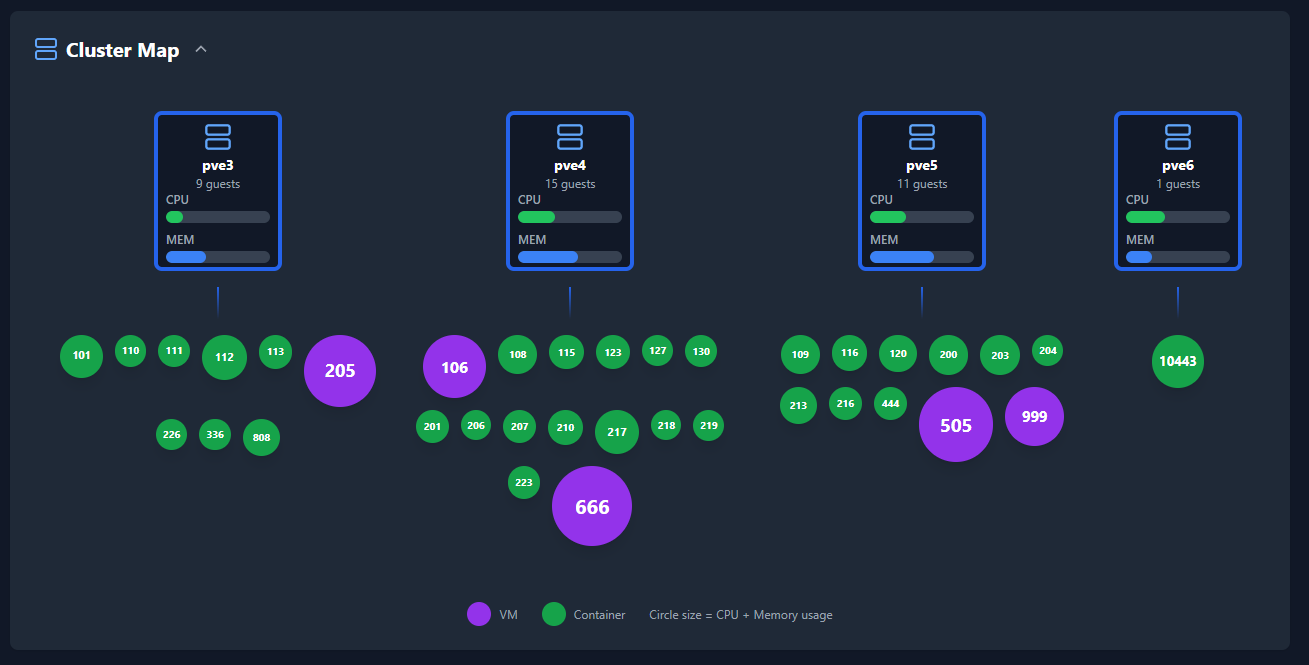 Cluster Map
pve3
9 guests
CPU
MEM
pve4
15 guests
CPU
MEM
pve5
11 guests
CPU
MEM
pve6
1 guests
CPU
MEM
101 110 111 112 113 205
226 336 808
106 108 115 123 127 130
201 206 207 210 217 218 219
223 666
109 116 120 200 203 204
213 216 444 505 999
10443
VM Container Circle size = CPU + Memory usage